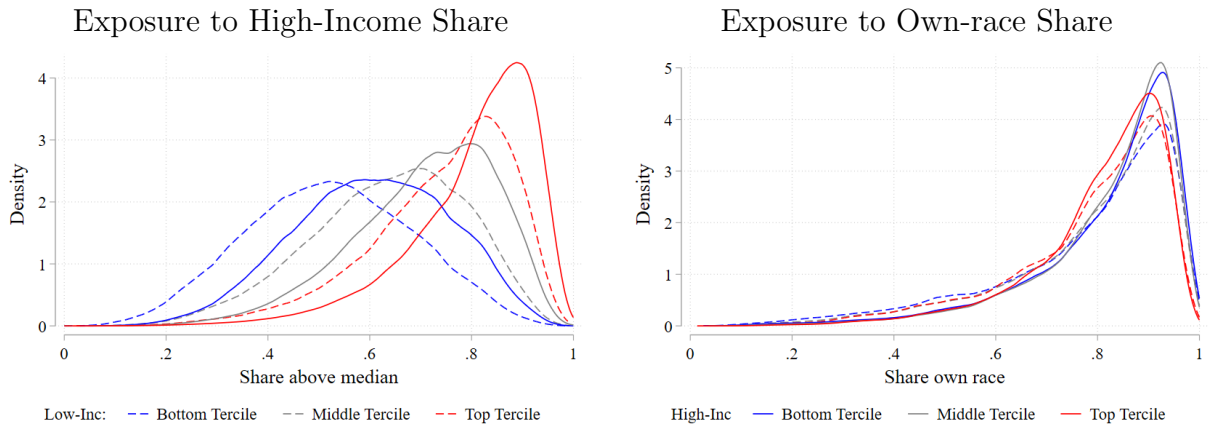 Exposure to High-Income Share
Density
4
3
2
1
0
0 .2 .4 .6 .8 1
Share above median
Low-Inc: Bottom Tercile Middle Tercile Top Tercile
Exposure to Own-race Share
Density
5
4
3
2
1
0
0 .2 .4 .6 .8 1
Share own race
High-Inc Bottom Tercile Middle Tercile Top Tercile